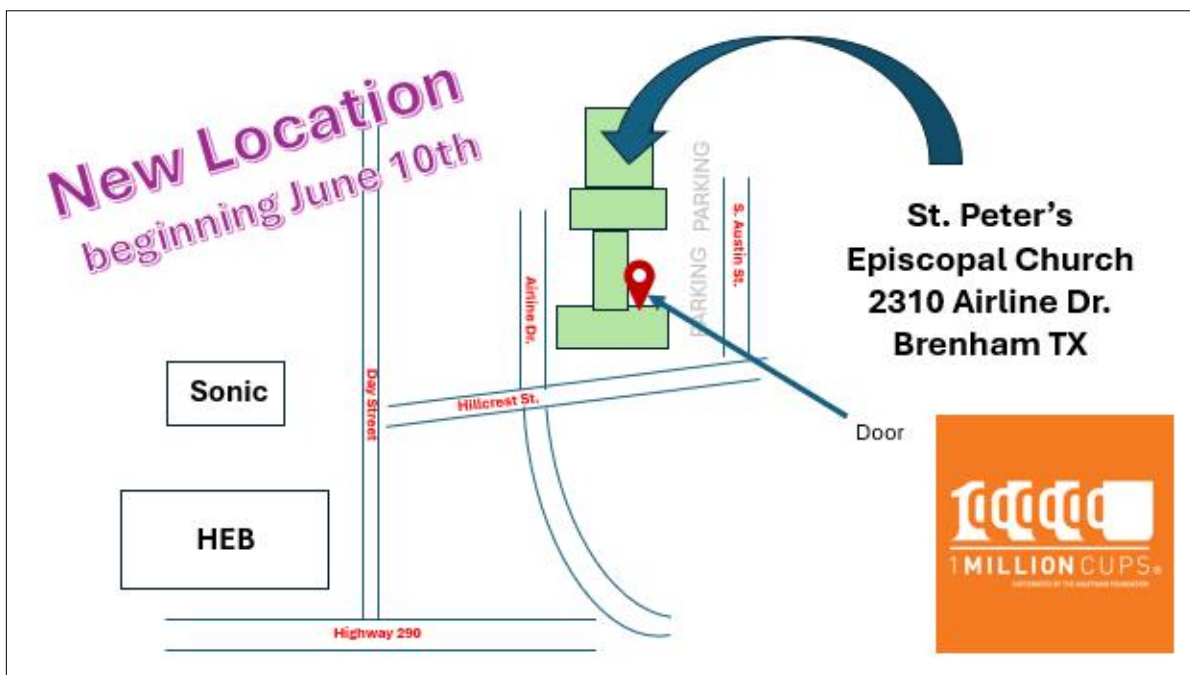 New Location
beginning June 10th
PARKING PARKING
S. Austin St.
St. Peter’s
Episcopal Church
2310 Airline Dr.
Brenham TX
Airline Dr.
Sonic
Day Street
Hillcrest St.
Door
HEB
1 MILLION CUPS®
Highway 290